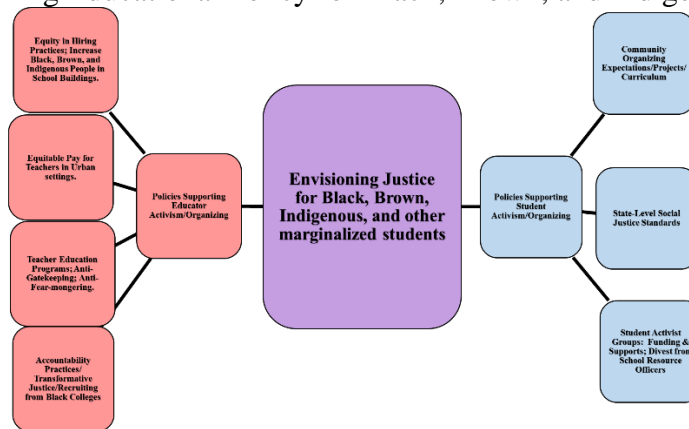 Equity in Hiring
Practices; Increase
Black, Brown, and
Indigenous People in
School Buildings.
Equitable Pay for
Teachers in Urban
settings.
Teacher Education
Programs; Anti-
Gatekeeping; Anti-
Fear-mongering.
Accountability
Practices/
Transformative
Justice/Recruiting
from Black Colleges
Policies Supporting
Educator
Activism/Organizing
Envisioning Justice
for Black, Brown,
Indigenous, and other
marginalized students
Policies Supporting
Student
Activism/Organizing
Community
Organizing
Expectations/Projects/
Curriculum
State-Level Social
Justice Standards
Student Activist
Groups: Funding &
Supports; Divest from
School Resource
Officers